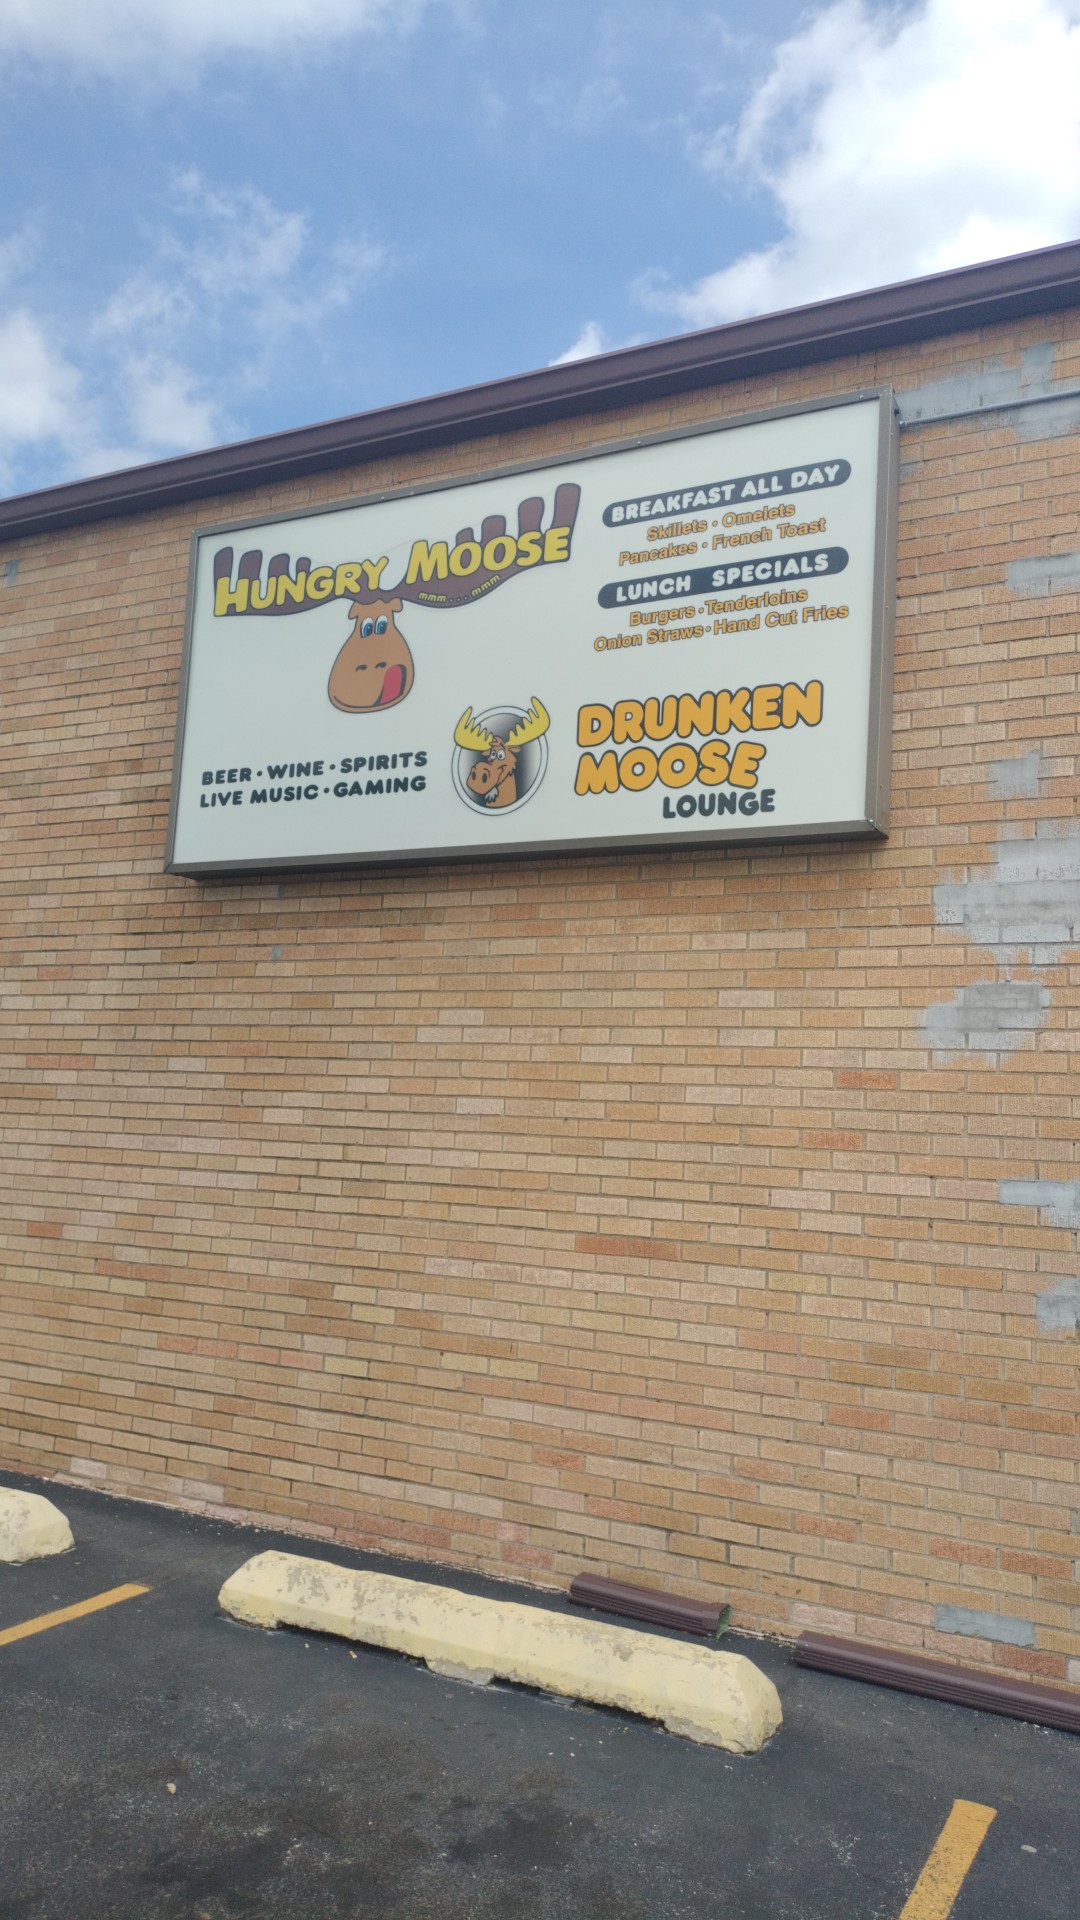 HUNGRY MOOSE
mmm...mmm
BREAKFAST ALL DAY
Skillets • Omelets
Pancakes • French Toast
LUNCH SPECIALS
Burgers • Tenderloins
Onion Straws • Hand Cut Fries
BEER • WINE • SPIRITS
LIVE MUSIC • GAMING
DRUNKEN
MOOSE
LOUNGE